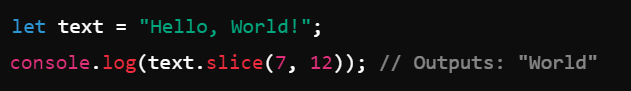 let text = "Hello, World!";
console.log(text.slice(7, 12)); // Outputs: "World"